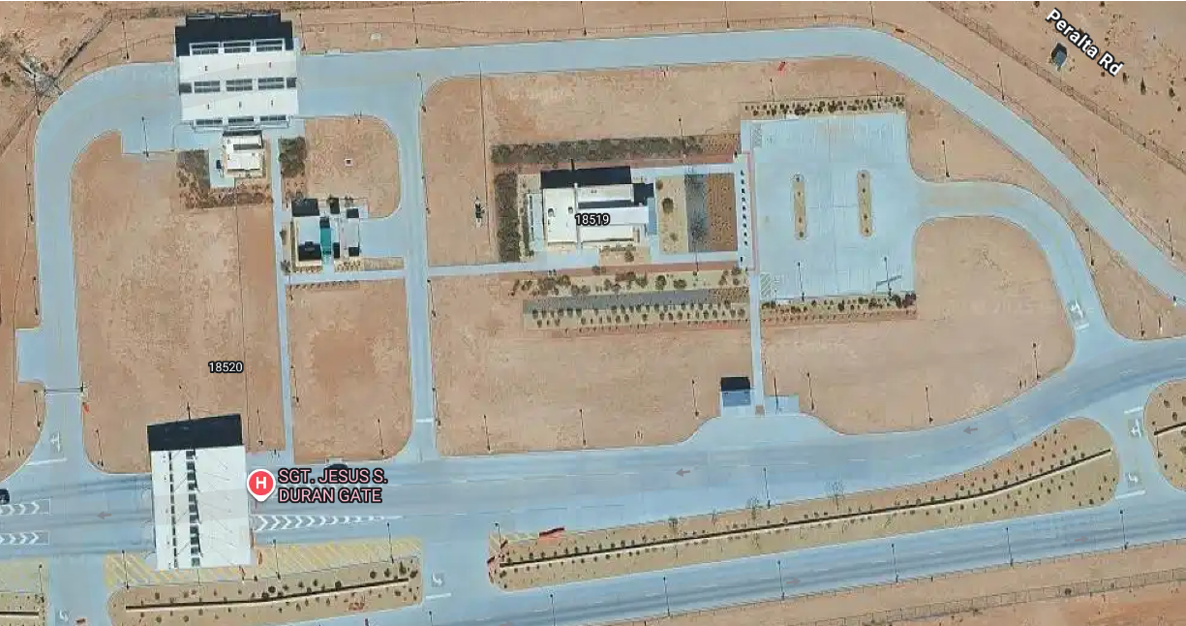 Peralta Rd
18519
18520
H
SGT. JESUS S.
DURAN GATE